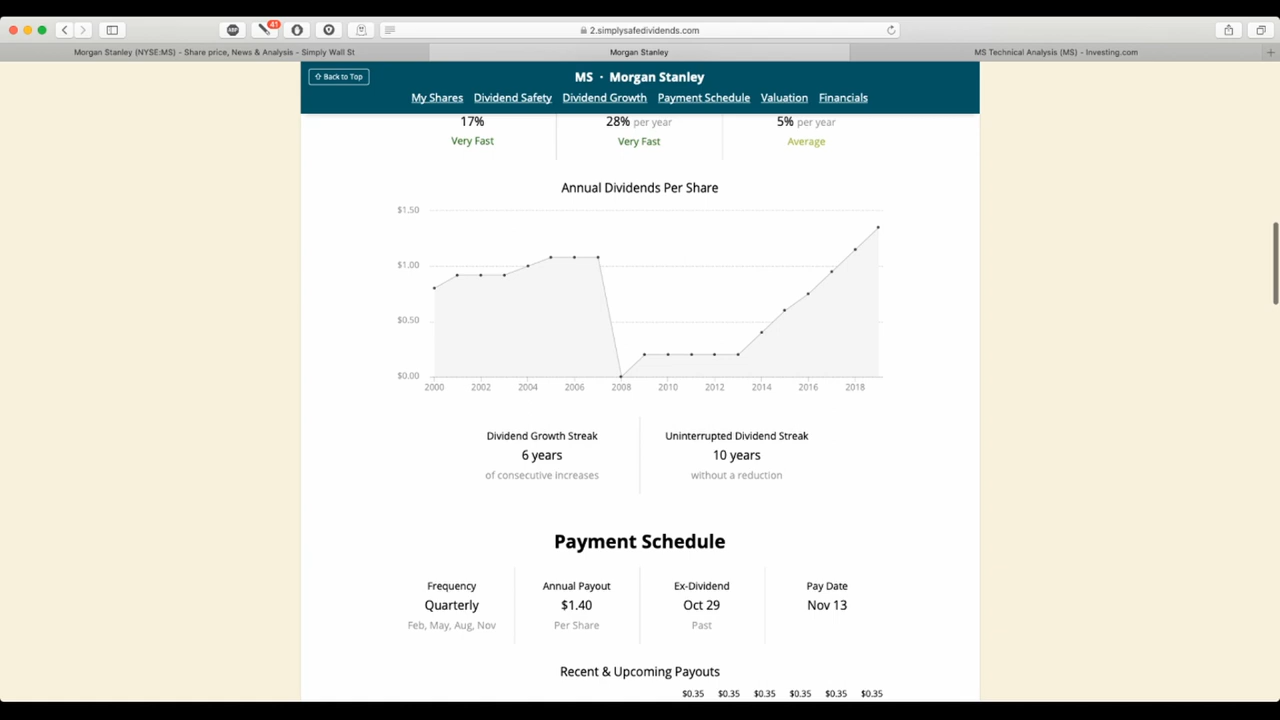 41
ABP
2.simplysafedividends.com
Morgan Stanley (NYSE:MS) - Share price, News & Analysis - Simply Wall St
Morgan Stanley
MS Technical Analysis (MS) - Investing.com
Back to Top
MS · Morgan Stanley
My Shares Dividend Safety Dividend Growth Payment Schedule Valuation Financials
17% 28% per year 5% per year
Very Fast Very Fast Average
Annual Dividends Per Share
$1.50
$1.00
$0.50
$0.00
2000 2002 2004 2006 2008 2010 2012 2014 2016 2018
Dividend Growth Streak Uninterrupted Dividend Streak
6 years 10 years
of consecutive increases without a reduction
Payment Schedule
Frequency Annual Payout Ex-Dividend Pay Date
Quarterly $1.40 Oct 29 Nov 13
Feb, May, Aug, Nov Per Share Past
Recent & Upcoming Payouts
$0.35 $0.35 $0.35 $0.35 $0.35 $0.35